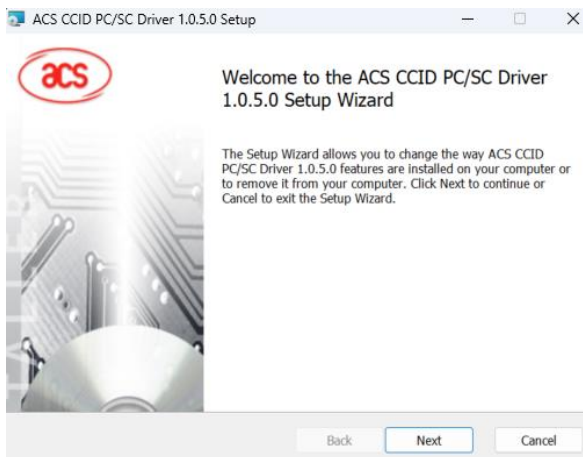 ACS CCID PC/SC Driver 1.0.5.0 Setup
acs
Welcome to the ACS CCID PC/SC Driver
1.0.5.0 Setup Wizard
The Setup Wizard allows you to change the way ACS CCID
PC/SC Driver 1.0.5.0 features are installed on your computer or
to remove it from your computer. Click Next to continue or
Cancel to exit the Setup Wizard.
Back Next Cancel